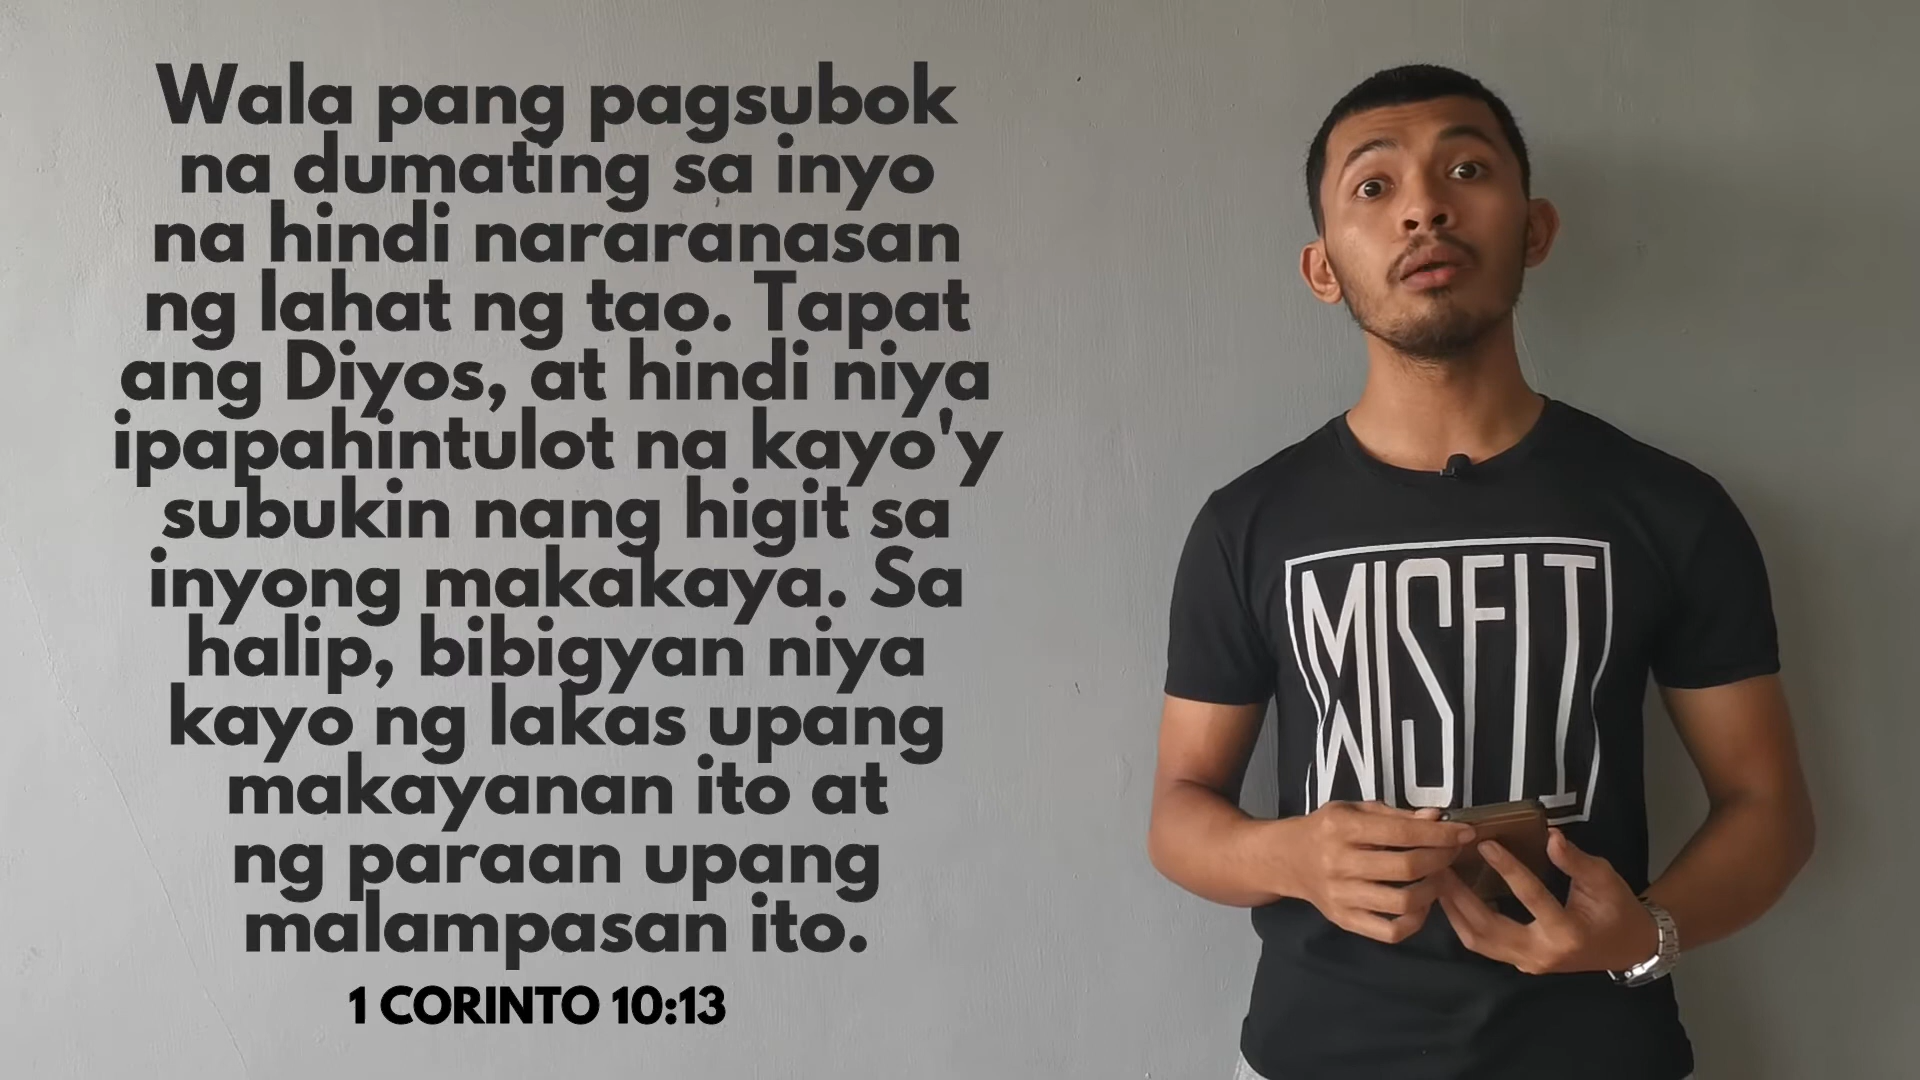 Wala pang pagsubok
na dumating sa inyo
na hindi nararanasan
ng lahat ng tao. Tapat
ang Diyos, at hindi niya
ipapahintulot na kayo'y
subukin nang higit sa
inyong makakaya. Sa
halip, bibigyan niya
kayo ng lakas upang
makayanan ito at
ng paraan upang
malampasan ito.
1 CORINTO 10:13
MISFIT